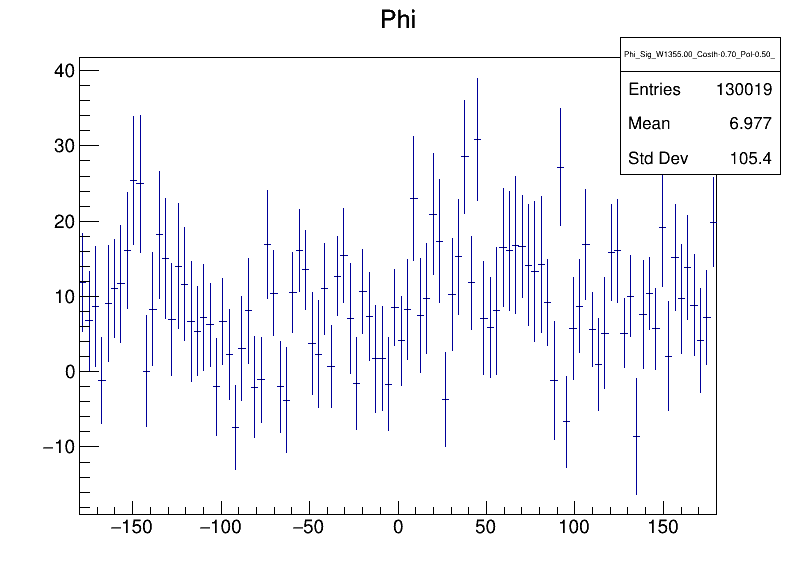 Phi
Phi_Sig_W1355.00_Costh-0.70_Pol-0.50_
Entries 130019
Mean 6.977
Std Dev 105.4
40
30
20
10
0
−10
−150 −100 −50 0 50 100 150